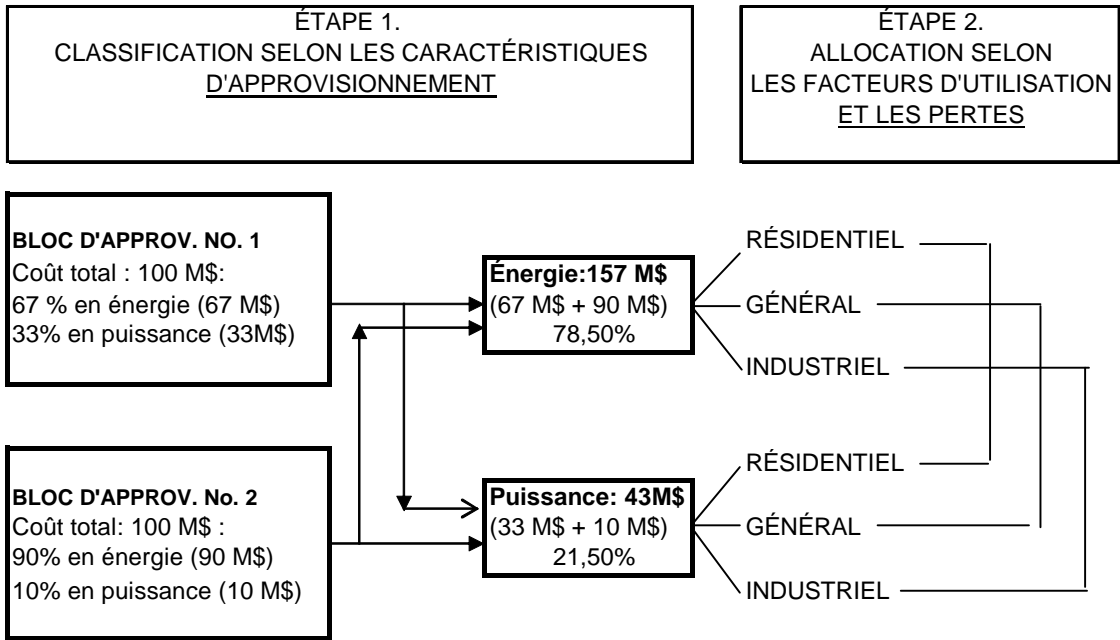 ÉTAPE 1.
CLASSIFICATION SELON LES CARACTÉRISTIQUES
D'APPROVISIONNEMENT
ÉTAPE 2.
ALLOCATION SELON
LES FACTEURS D'UTILISATION
ET LES PERTES
BLOC D'APPROV. NO. 1
Coût total : 100 M$:
67 % en énergie (67 M$)
33% en puissance (33M$)
Énergie:157 M$
(67 M$ + 90 M$)
78,50%
RÉSIDENTIEL
GÉNÉRAL
INDUSTRIEL
BLOC D'APPROV. No. 2
Coût total: 100 M$ :
90% en énergie (90 M$)
10% en puissance (10 M$)
Puissance: 43M$
(33 M$ + 10 M$)
21,50%
RÉSIDENTIEL
GÉNÉRAL
INDUSTRIEL